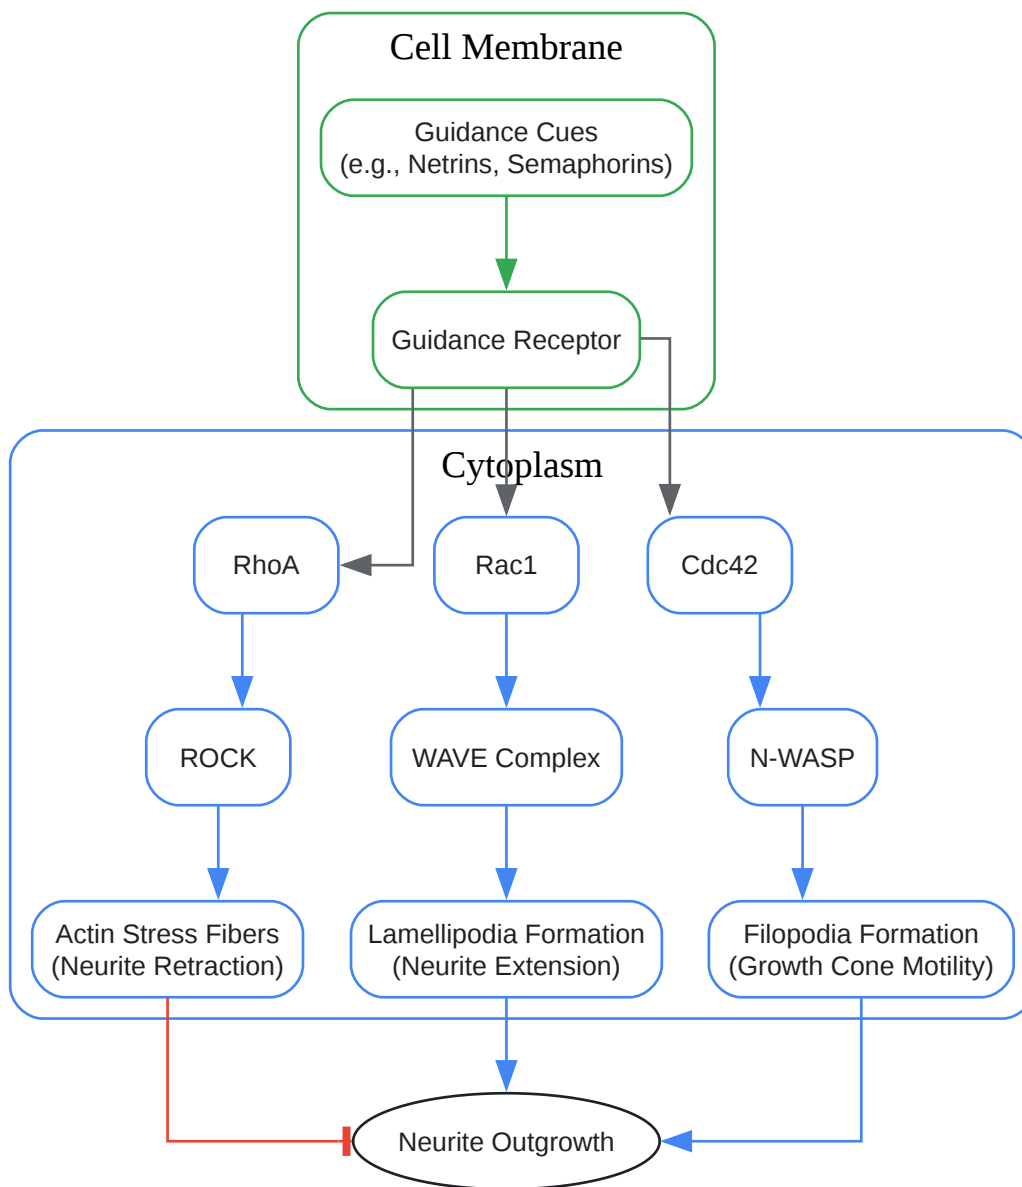 Cell Membrane
Guidance Cues
(e.g., Netrins, Semaphorins)
Guidance Receptor
Cytoplasm
RhoA
Rac1
Cdc42
ROCK
WAVE Complex
N-WASP
Actin Stress Fibers
(Neurite Retraction)
Lamellipodia Formation
(Neurite Extension)
Filopodia Formation
(Growth Cone Motility)
Neurite Outgrowth